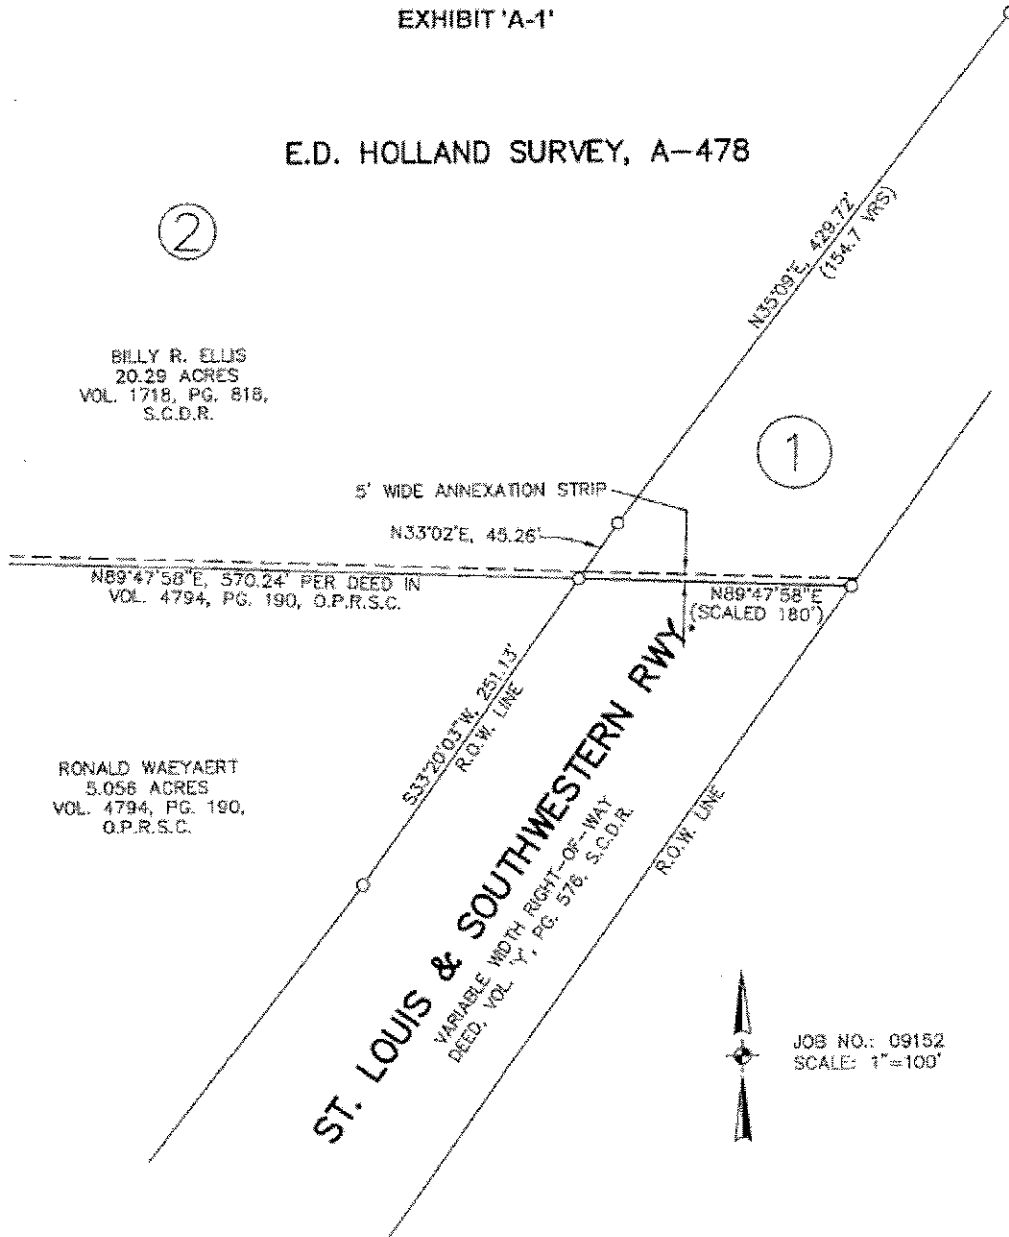 EXHIBIT 'A-1'
E.D. HOLLAND SURVEY, A-478
2
N35°09'E, 429.72'
(154.7 VRS)
BILLY R. ELLIS
20.29 ACRES
VOL. 1718, PG. 818,
S.C.D.R.
1
5' WIDE ANNEXATION STRIP
N33°02'E, 45.26'
N89°47'58"E, 570.24' PER DEED IN
VOL. 4794, PG. 190, O.P.R.S.C.
N89°47'58"E
(SCALED 180')
S33°20'03"W, 251.13'
R.O.W. LINE
RONALD WAEYAERT
5.056 ACRES
VOL. 4794, PG. 190,
O.P.R.S.C.
ST. LOUIS & SOUTHWESTERN RWY.
VARIABLE WIDTH RIGHT-OF-WAY
DEED, VOL. 'Y', PG. 576, S.C.D.R.
R.O.W. LINE
JOB NO.: 09152
SCALE: 1"=100'